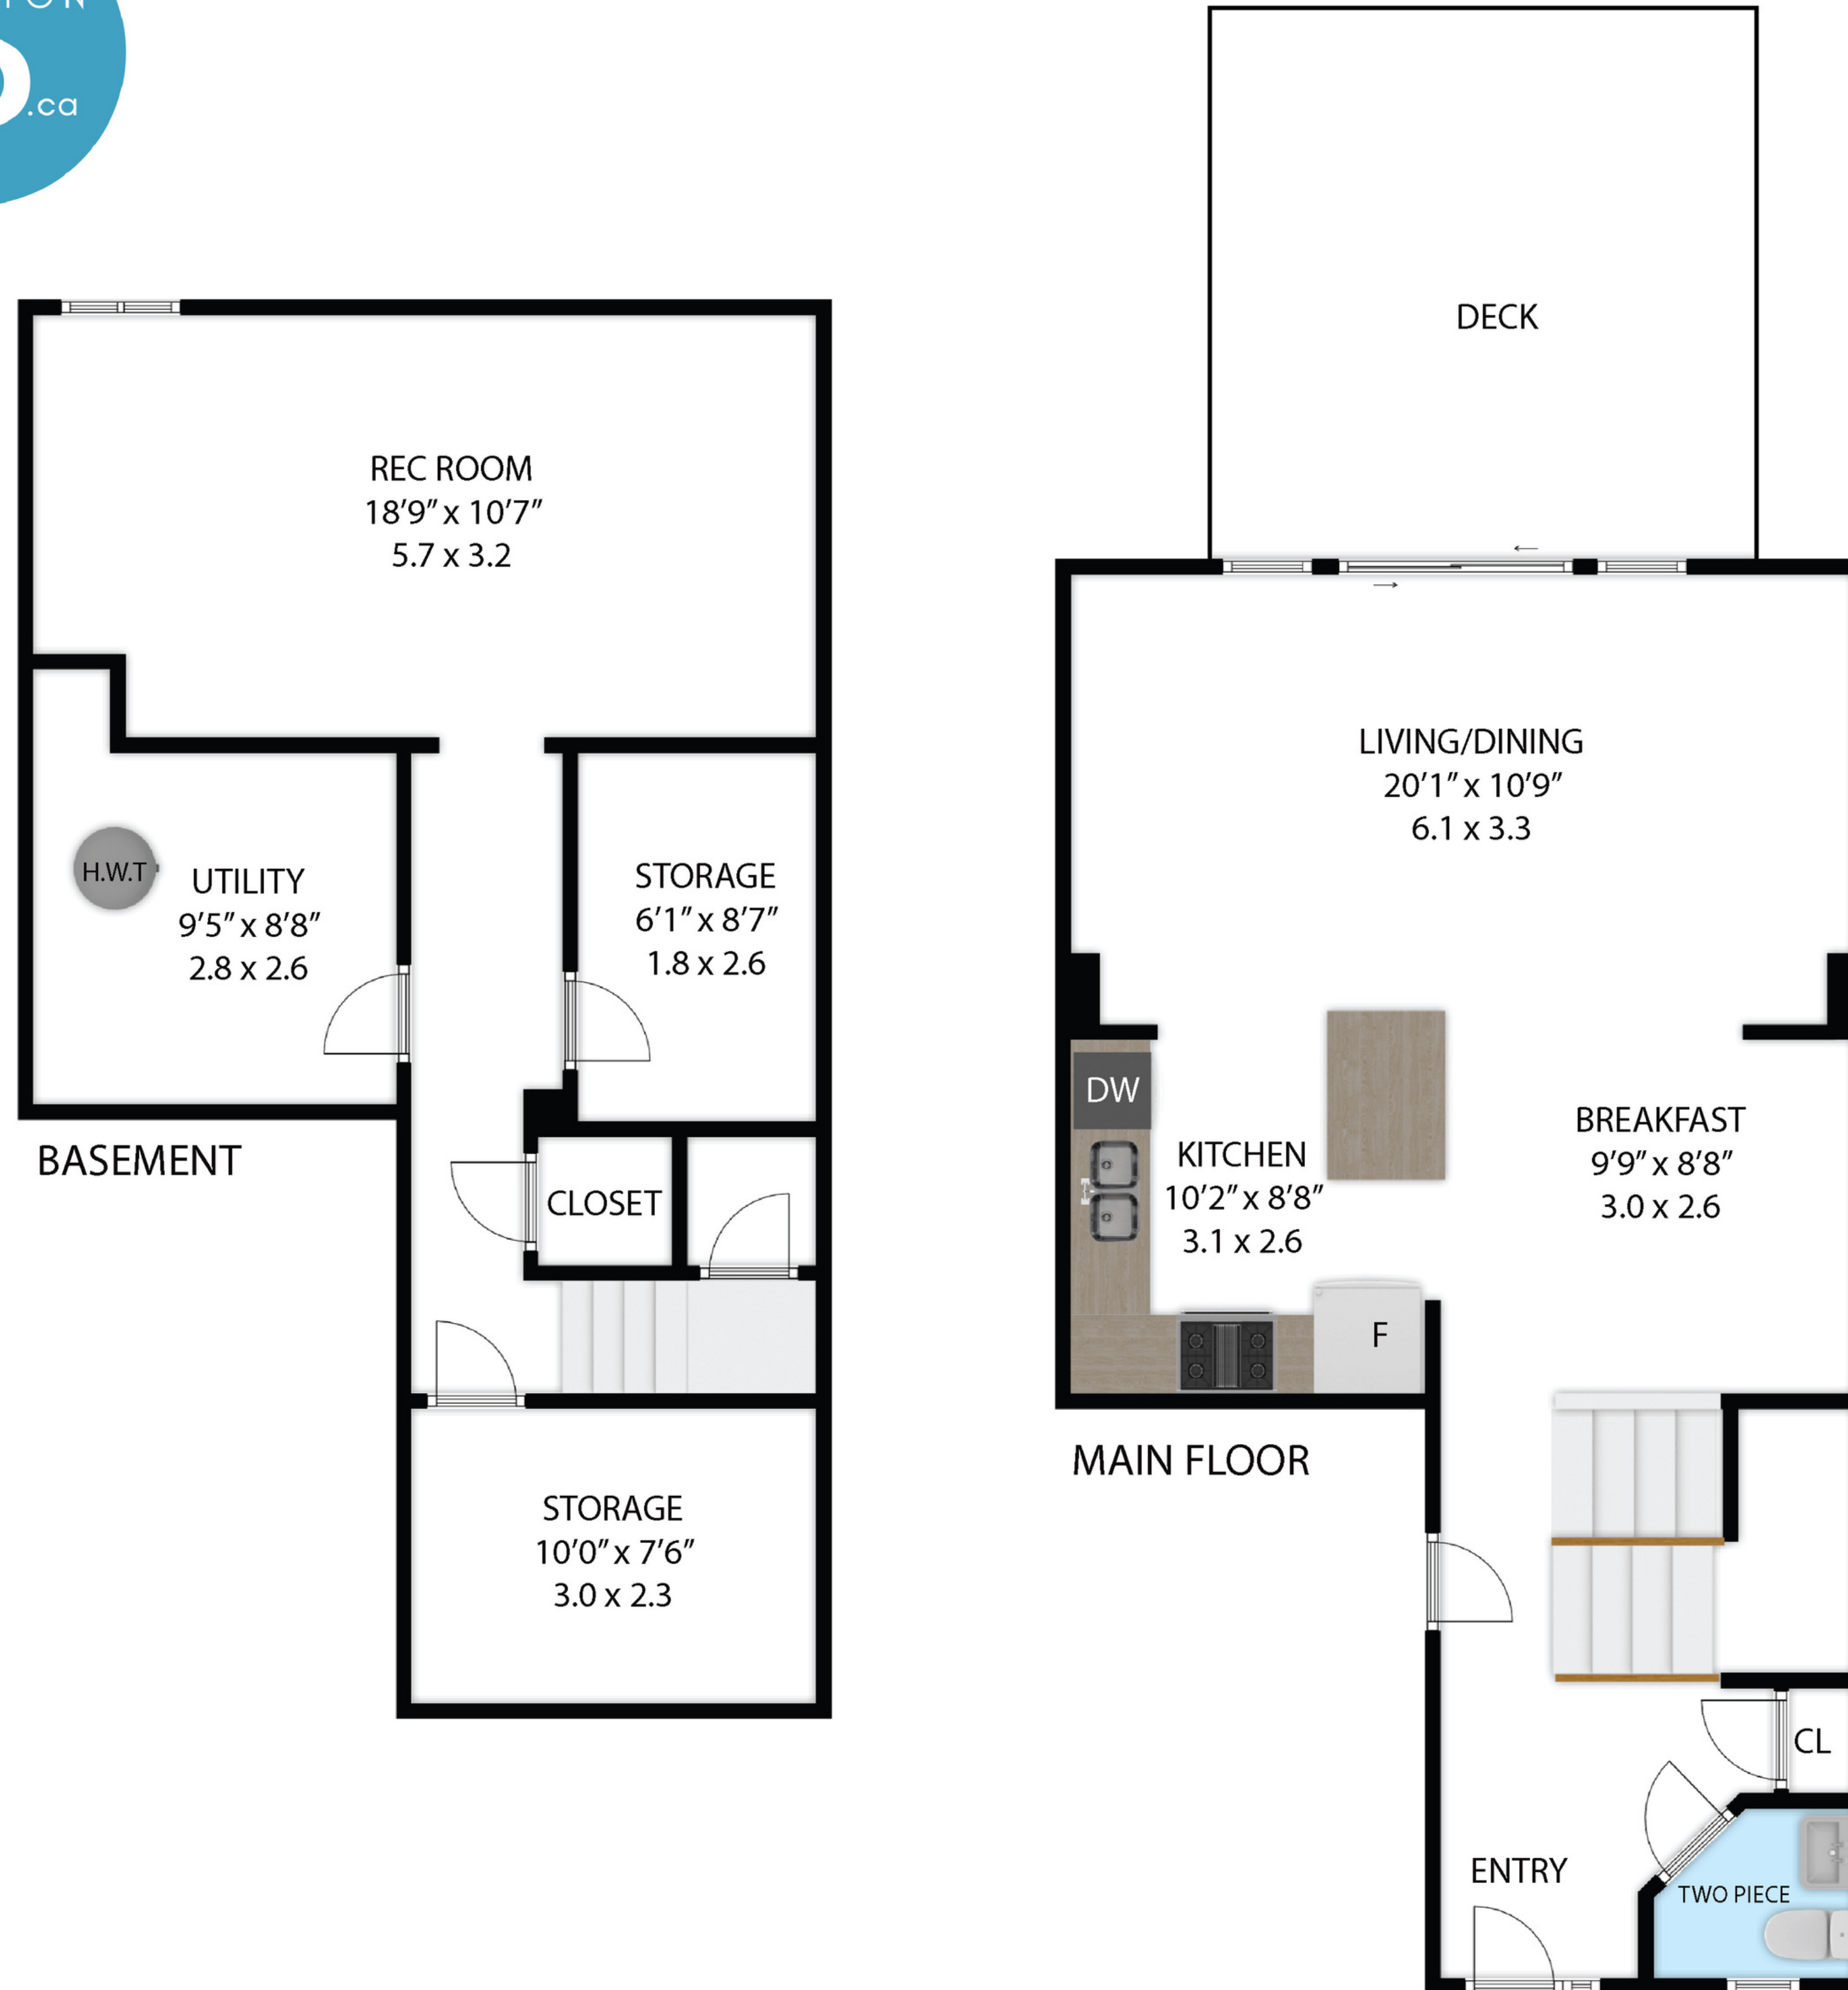 .ca
DECK
REC ROOM
18'9" x 10'7"
5.7 x 3.2
LIVING/DINING
20'1" x 10'9"
6.1 x 3.3
H.W.T
UTILITY
9'5" x 8'8"
2.8 x 2.6
STORAGE
6'1" x 8'7"
1.8 x 2.6
BASEMENT
CLOSET
DW
KITCHEN
10'2" x 8'8"
3.1 x 2.6
BREAKFAST
9'9" x 8'8"
3.0 x 2.6
F
MAIN FLOOR
STORAGE
10'0" x 7'6"
3.0 x 2.3
CL
ENTRY
TWO PIECE